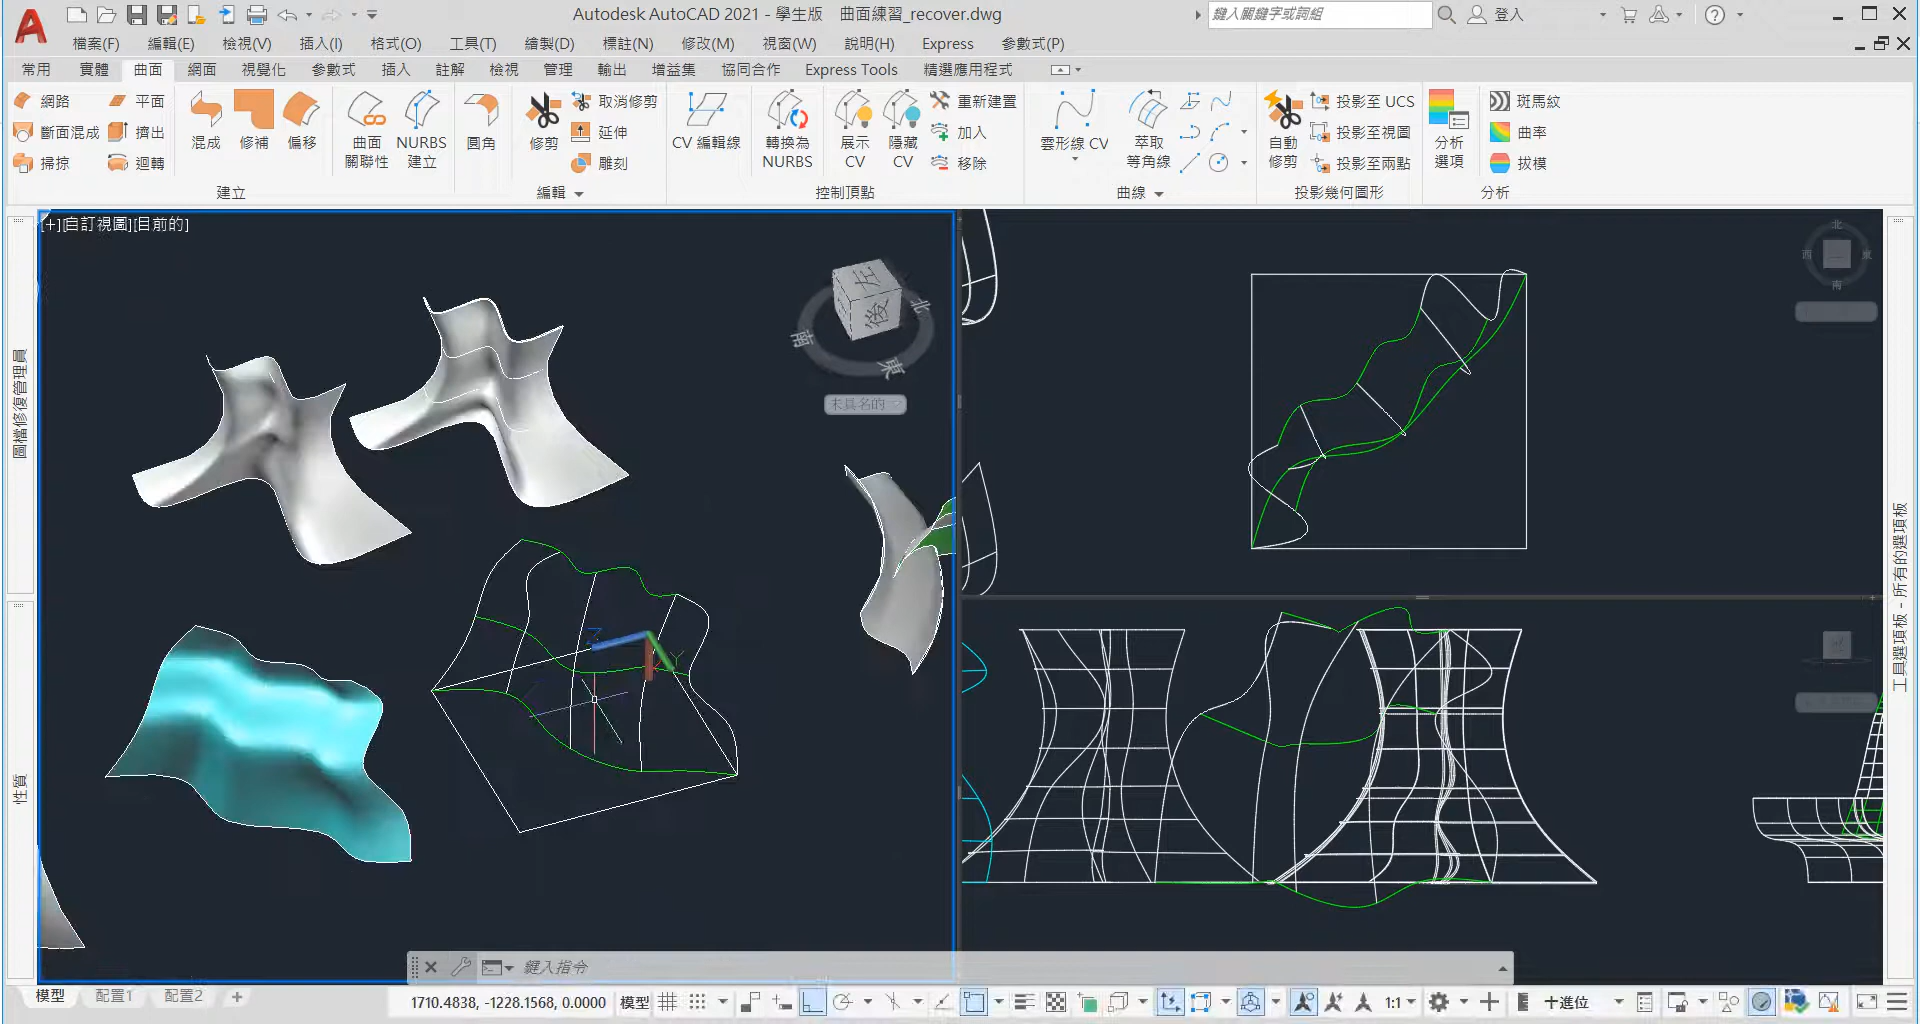 Autodesk AutoCAD 2021 - 學生版 曲面練習_recover.dwg
鍵入關鍵字或詞組
登入
檔案(F) 編輯(E) 檢視(V) 插入(I) 格式(O) 工具(T) 繪製(D) 標註(N) 修改(M) 視窗(W) 說明(H) Express 參數式(P)
常用 實體 曲面 網面 視覺化 參數式 插入 註解 檢視 管理 輸出 增益集 協同合作 Express Tools 精選應用程式
網路 平面
斷面混成 擠出
掃掠 迴轉
混成 修補 偏移
曲面關聯性
NURBS 建立
圓角
修剪
取消修剪
延伸
雕刻
CV 編輯線
轉換為 NURBS
展示 CV
隱藏 CV
重新建置
加入
移除
雲形線 CV
萃取等角線
自動修剪
投影至 UCS
投影至視圖
投影至兩點
分析選項
斑馬紋
曲率
拔模
建立 編輯 控制頂點 曲線 投影幾何圖形 分析
[+][自訂視圖][目前的]
左
後
北
南
東
未具名的
北
西
東
南
Z
Y
圖檔修復管理員
性質
工具選項板 - 所有的選項板
鍵入指令
模型 配置1 配置2 +
1710.4838, -1228.1568, 0.0000 模型 1:1 十進位